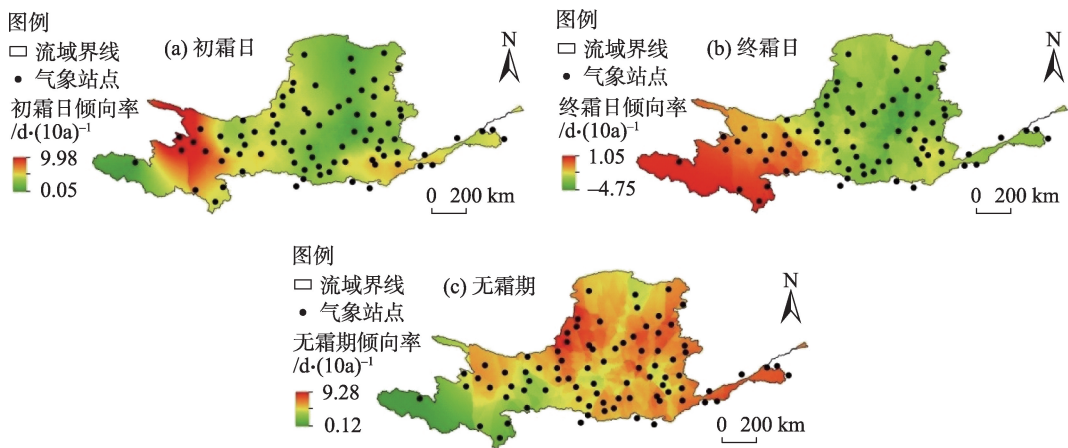 图例
流域界线
(a) 初霜日
气象站点
初霜日倾向率
/d·(10a)⁻¹
9.98
0.05
N
0 200 km
图例
流域界线
(b) 终霜日
气象站点
终霜日倾向率
/d·(10a)⁻¹
1.05
−4.75
N
0 200 km
图例
流域界线
(c) 无霜期
气象站点
无霜期倾向率
/d·(10a)⁻¹
9.28
0.12
N
0 200 km